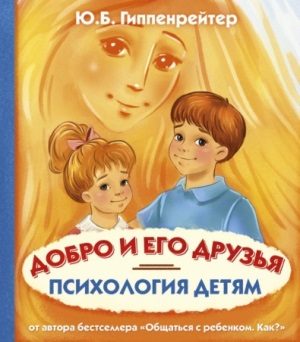 Ю.Б. Гиппенрейтер
ДОБРО И ЕГО ДРУЗЬЯ
ПСИХОЛОГИЯ ДЕТЯМ
от автора бестселлера «Общаться с ребенком. Как?»